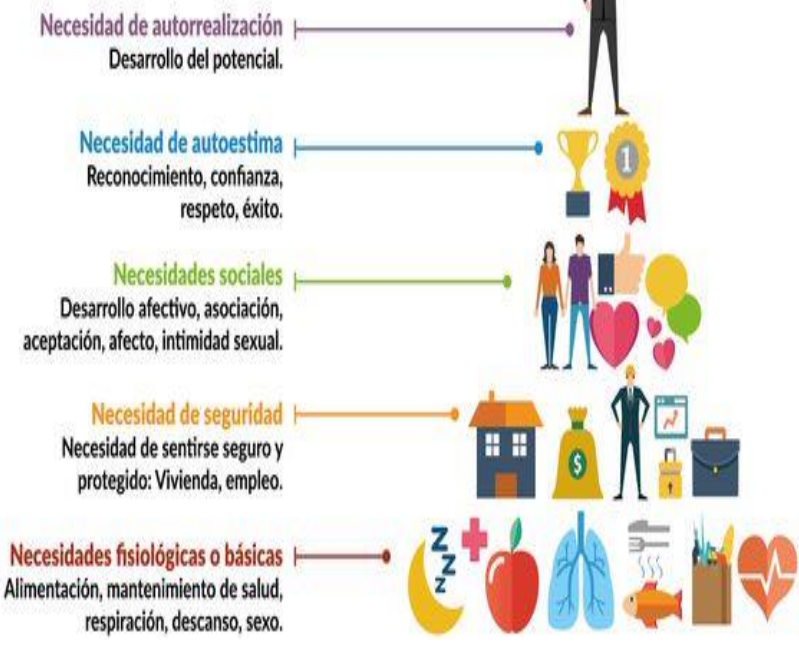 Necesidad de autorrealización
Desarrollo del potencial.
Necesidad de autoestima
Reconocimiento, confianza,
respeto, éxito.
1
Necesidades sociales
Desarrollo afectivo, asociación,
aceptación, afecto, intimidad sexual.
Necesidad de seguridad
Necesidad de sentirse seguro y
protegido: Vivienda, empleo.
$
Necesidades fisiológicas o básicas
Alimentación, mantenimiento de salud,
respiración, descanso, sexo.
Z
Z
Z